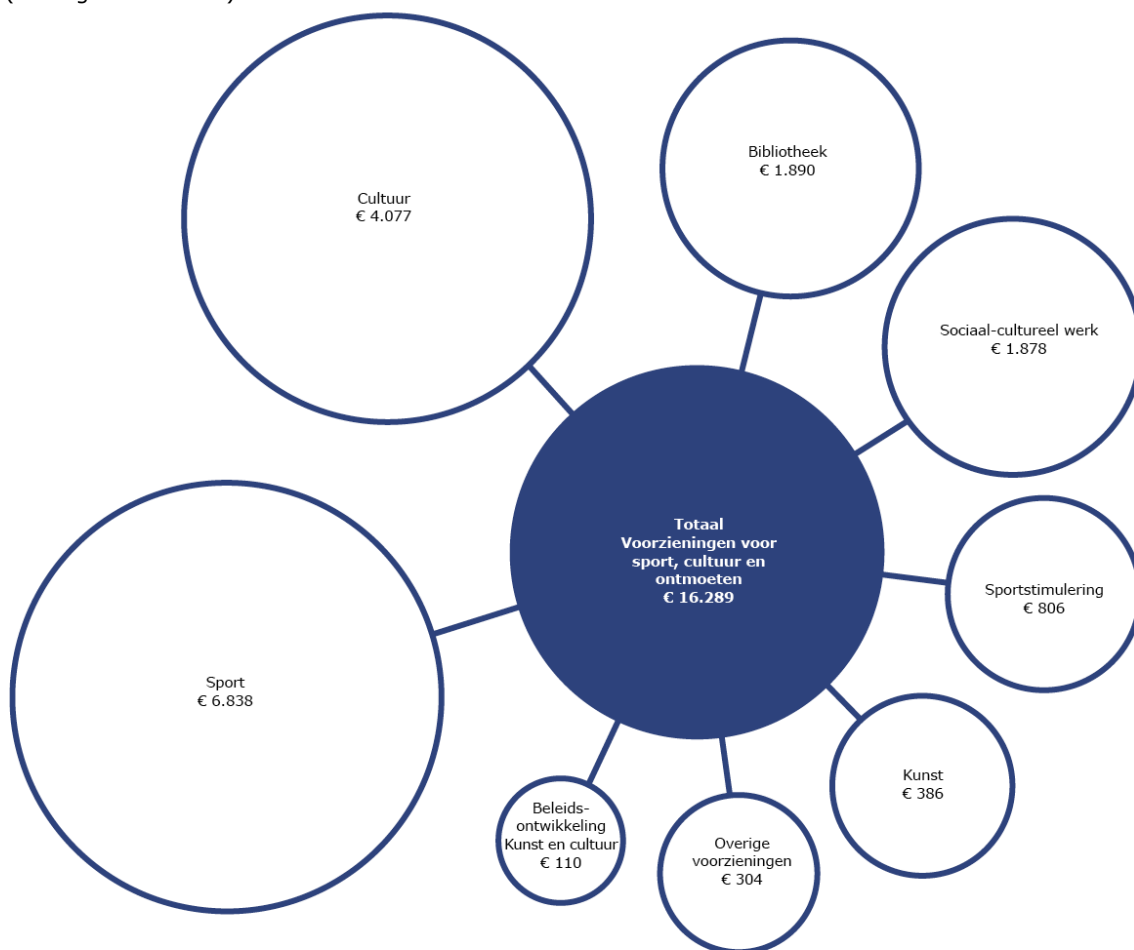 Cultuur
€ 4.077
Bibliotheek
€ 1.890
Sociaal-cultureel werk
€ 1.878
Totaal
Voorzieningen voor
sport, cultuur en
ontmoeten
€ 16.289
Sportstimulering
€ 806
Sport
€ 6.838
Kunst
€ 386
Beleids-
ontwikkeling
Kunst en cultuur
€ 110
Overige
voorzieningen
€ 304